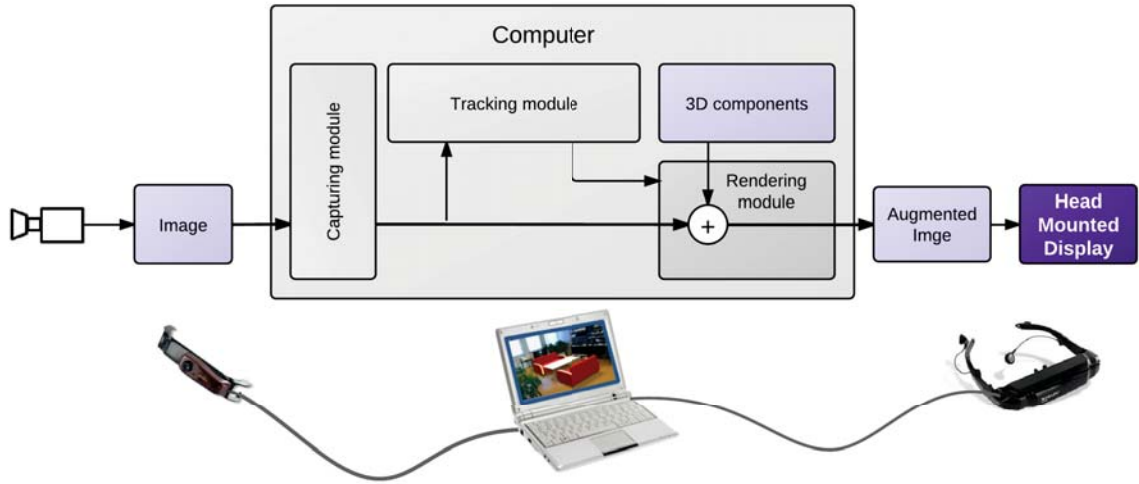 Computer
Capturing module
Tracking module
3D components
Rendering
module
Image
+
Augmented
Imge
Head
Mounted
Display